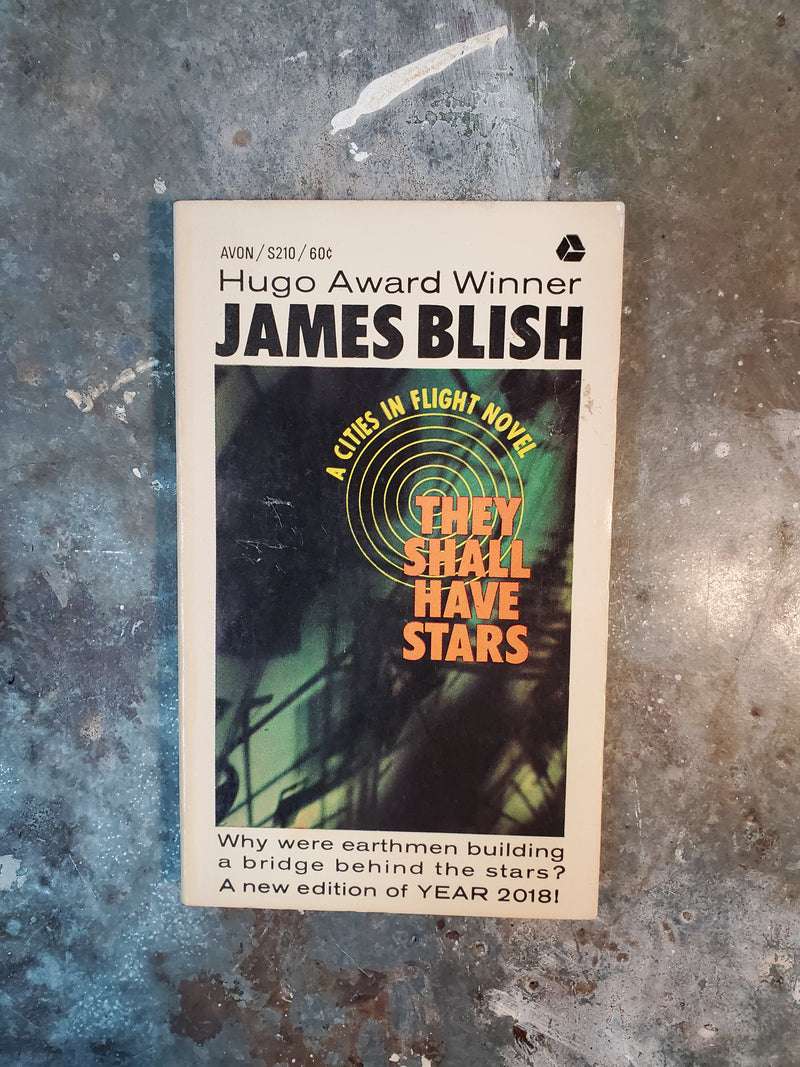 AVON/S210/60¢
Hugo Award Winner
JAMES BLISH
A CITIES IN FLIGHT NOVEL
THEY
SHALL
HAVE
STARS
Why were earthmen building
a bridge behind the stars?
A new edition of YEAR 2018!